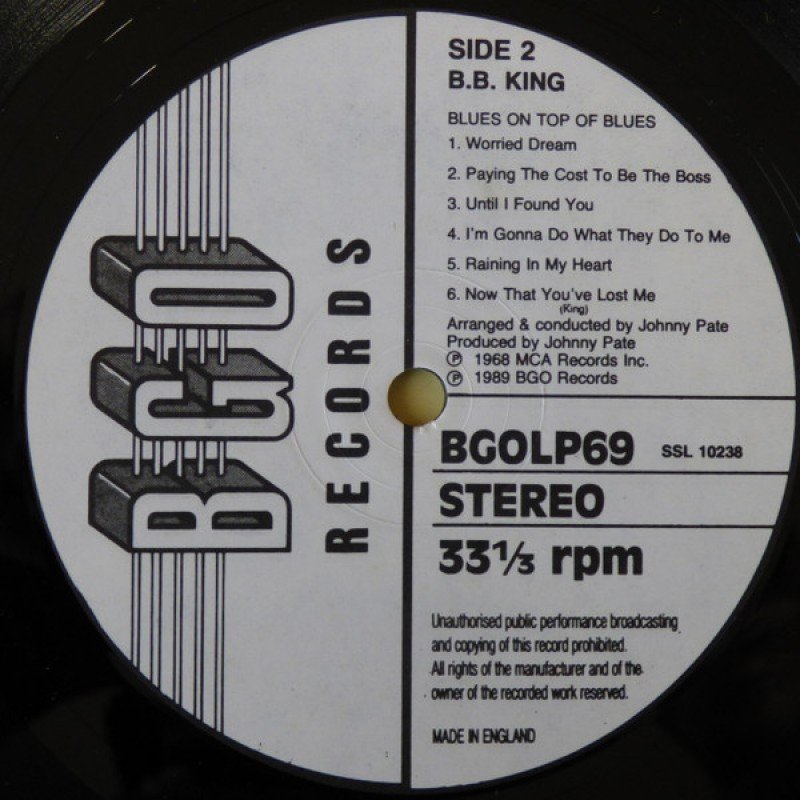 BGO
RECORDS
SIDE 2
B.B. KING
BLUES ON TOP OF BLUES
1. Worried Dream
2. Paying The Cost To Be The Boss
3. Until I Found You
4. I'm Gonna Do What They Do To Me
5. Raining In My Heart
6. Now That You've Lost Me
(King)
Arranged & conducted by Johnny Pate
Produced by Johnny Pate
℗ 1968 MCA Records Inc.
℗ 1989 BGO Records
BGOLP69 SSL 10238
STEREO
33⅓ rpm
Unauthorised public performance broadcasting
and copying of this record prohibited.
All rights of the manufacturer and of the
owner of the recorded work reserved.
MADE IN ENGLAND